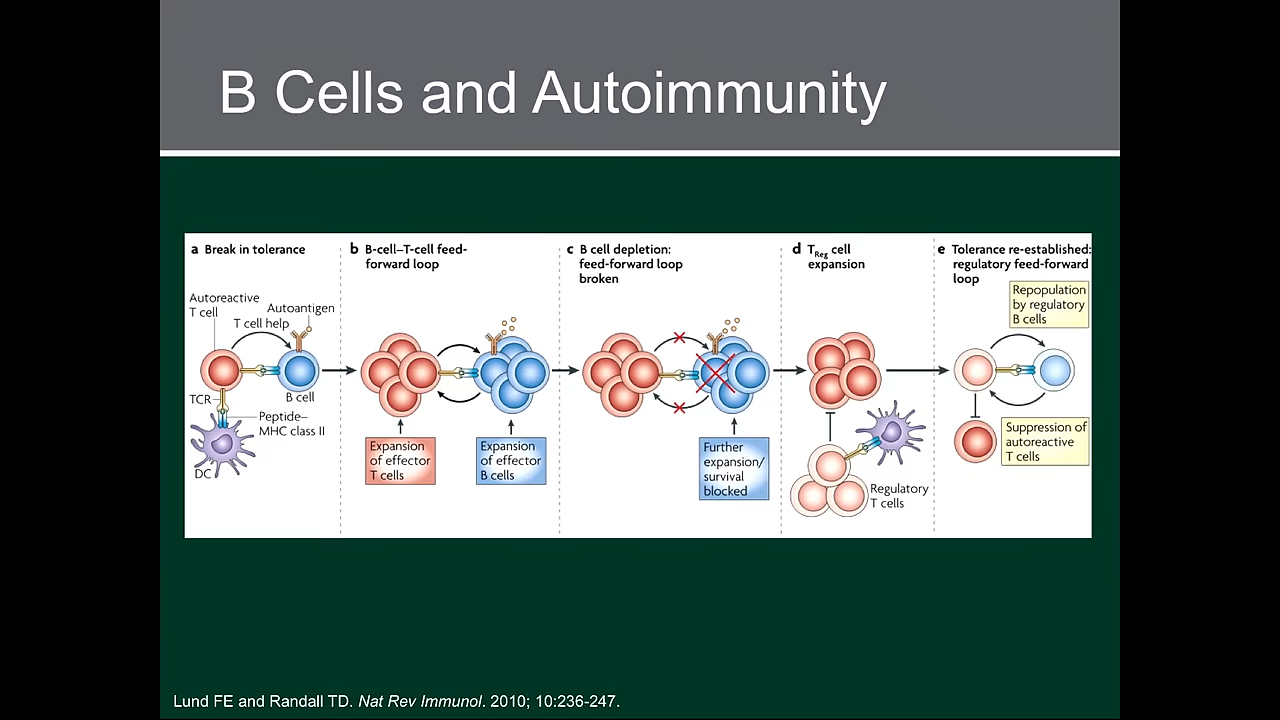 B Cells and Autoimmunity
a Break in tolerance
Autoreactive
T cell
T cell help
Autoantigen
B cell
TCR
Peptide–
MHC class II
DC
b B-cell–T-cell feed-
forward loop
Expansion
of effector
T cells
Expansion
of effector
B cells
c B cell depletion:
feed-forward loop
broken
Further
expansion/
survival
blocked
d TReg cell
expansion
Regulatory
T cells
e Tolerance re-established:
regulatory feed-forward
loop
Repopulation
by regulatory
B cells
Suppression of
autoreactive
T cells
Lund FE and Randall TD. Nat Rev Immunol. 2010; 10:236-247.